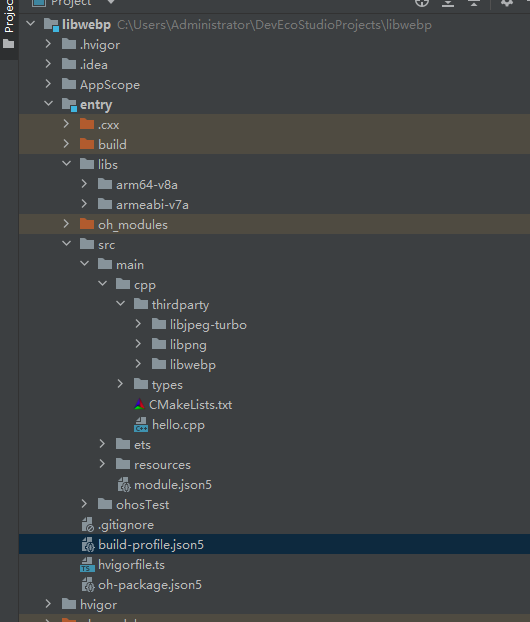 Project
Projec
libwebp C:\Users\Administrator\DevEcoStudioProjects\libwebp
.hvigor
.idea
AppScope
entry
.cxx
build
libs
arm64-v8a
armeabi-v7a
oh_modules
src
main
cpp
thirdparty
libjpeg-turbo
libpng
libwebp
types
CMakeLists.txt
hello.cpp
ets
resources
module.json5
ohosTest
.gitignore
build-profile.json5
hvigorfile.ts
oh-package.json5
hvigor